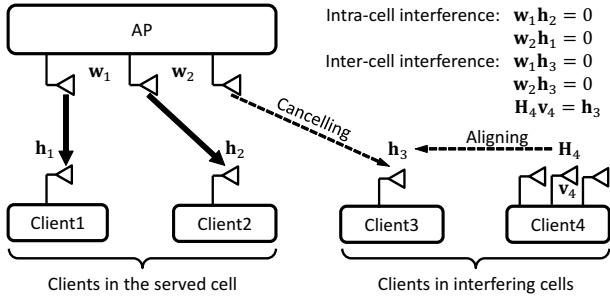 AP
Intra-cell interference: w₁h₂ = 0
w₂h₁ = 0
Inter-cell interference: w₁h₃ = 0
w₂h₃ = 0
H₄v₄ = h₃
w₁ w₂
Cancelling
Aligning
h₁ h₂ h₃ H₄
v₄
Client1 Client2 Client3 Client4
Clients in the served cell Clients in interfering cells